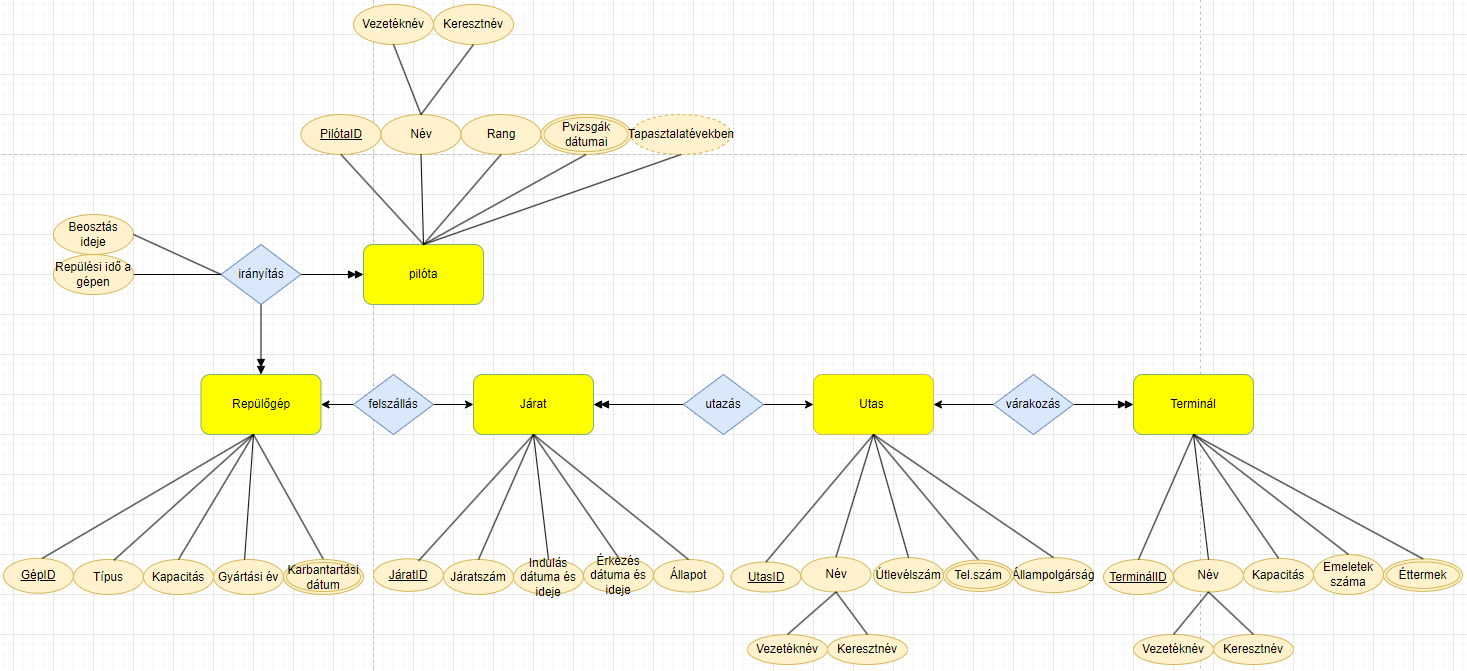 Vezetéknév
Keresztnév
PilótaID
Név
Rang
Pvizsgák
dátumai
Tapasztalatévekben
Beosztás
ideje
Repülési idő a
gépen
irányítás
pilóta
Repülőgép
felszállás
Járat
utazás
Utas
várakozás
Terminál
GépID
Típus
Kapacitás
Gyártási év
Karbantartási
dátum
JáratID
Járatszám
Indulás
dátuma és
ideje
Érkezés
dátuma és
ideje
Állapot
UtasID
Név
Útlevélszám
Tel.szám
Állampolgárság
TerminálID
Név
Kapacitás
Emeletek
száma
Éttermek
Vezetéknév
Keresztnév
Vezetéknév
Keresztnév